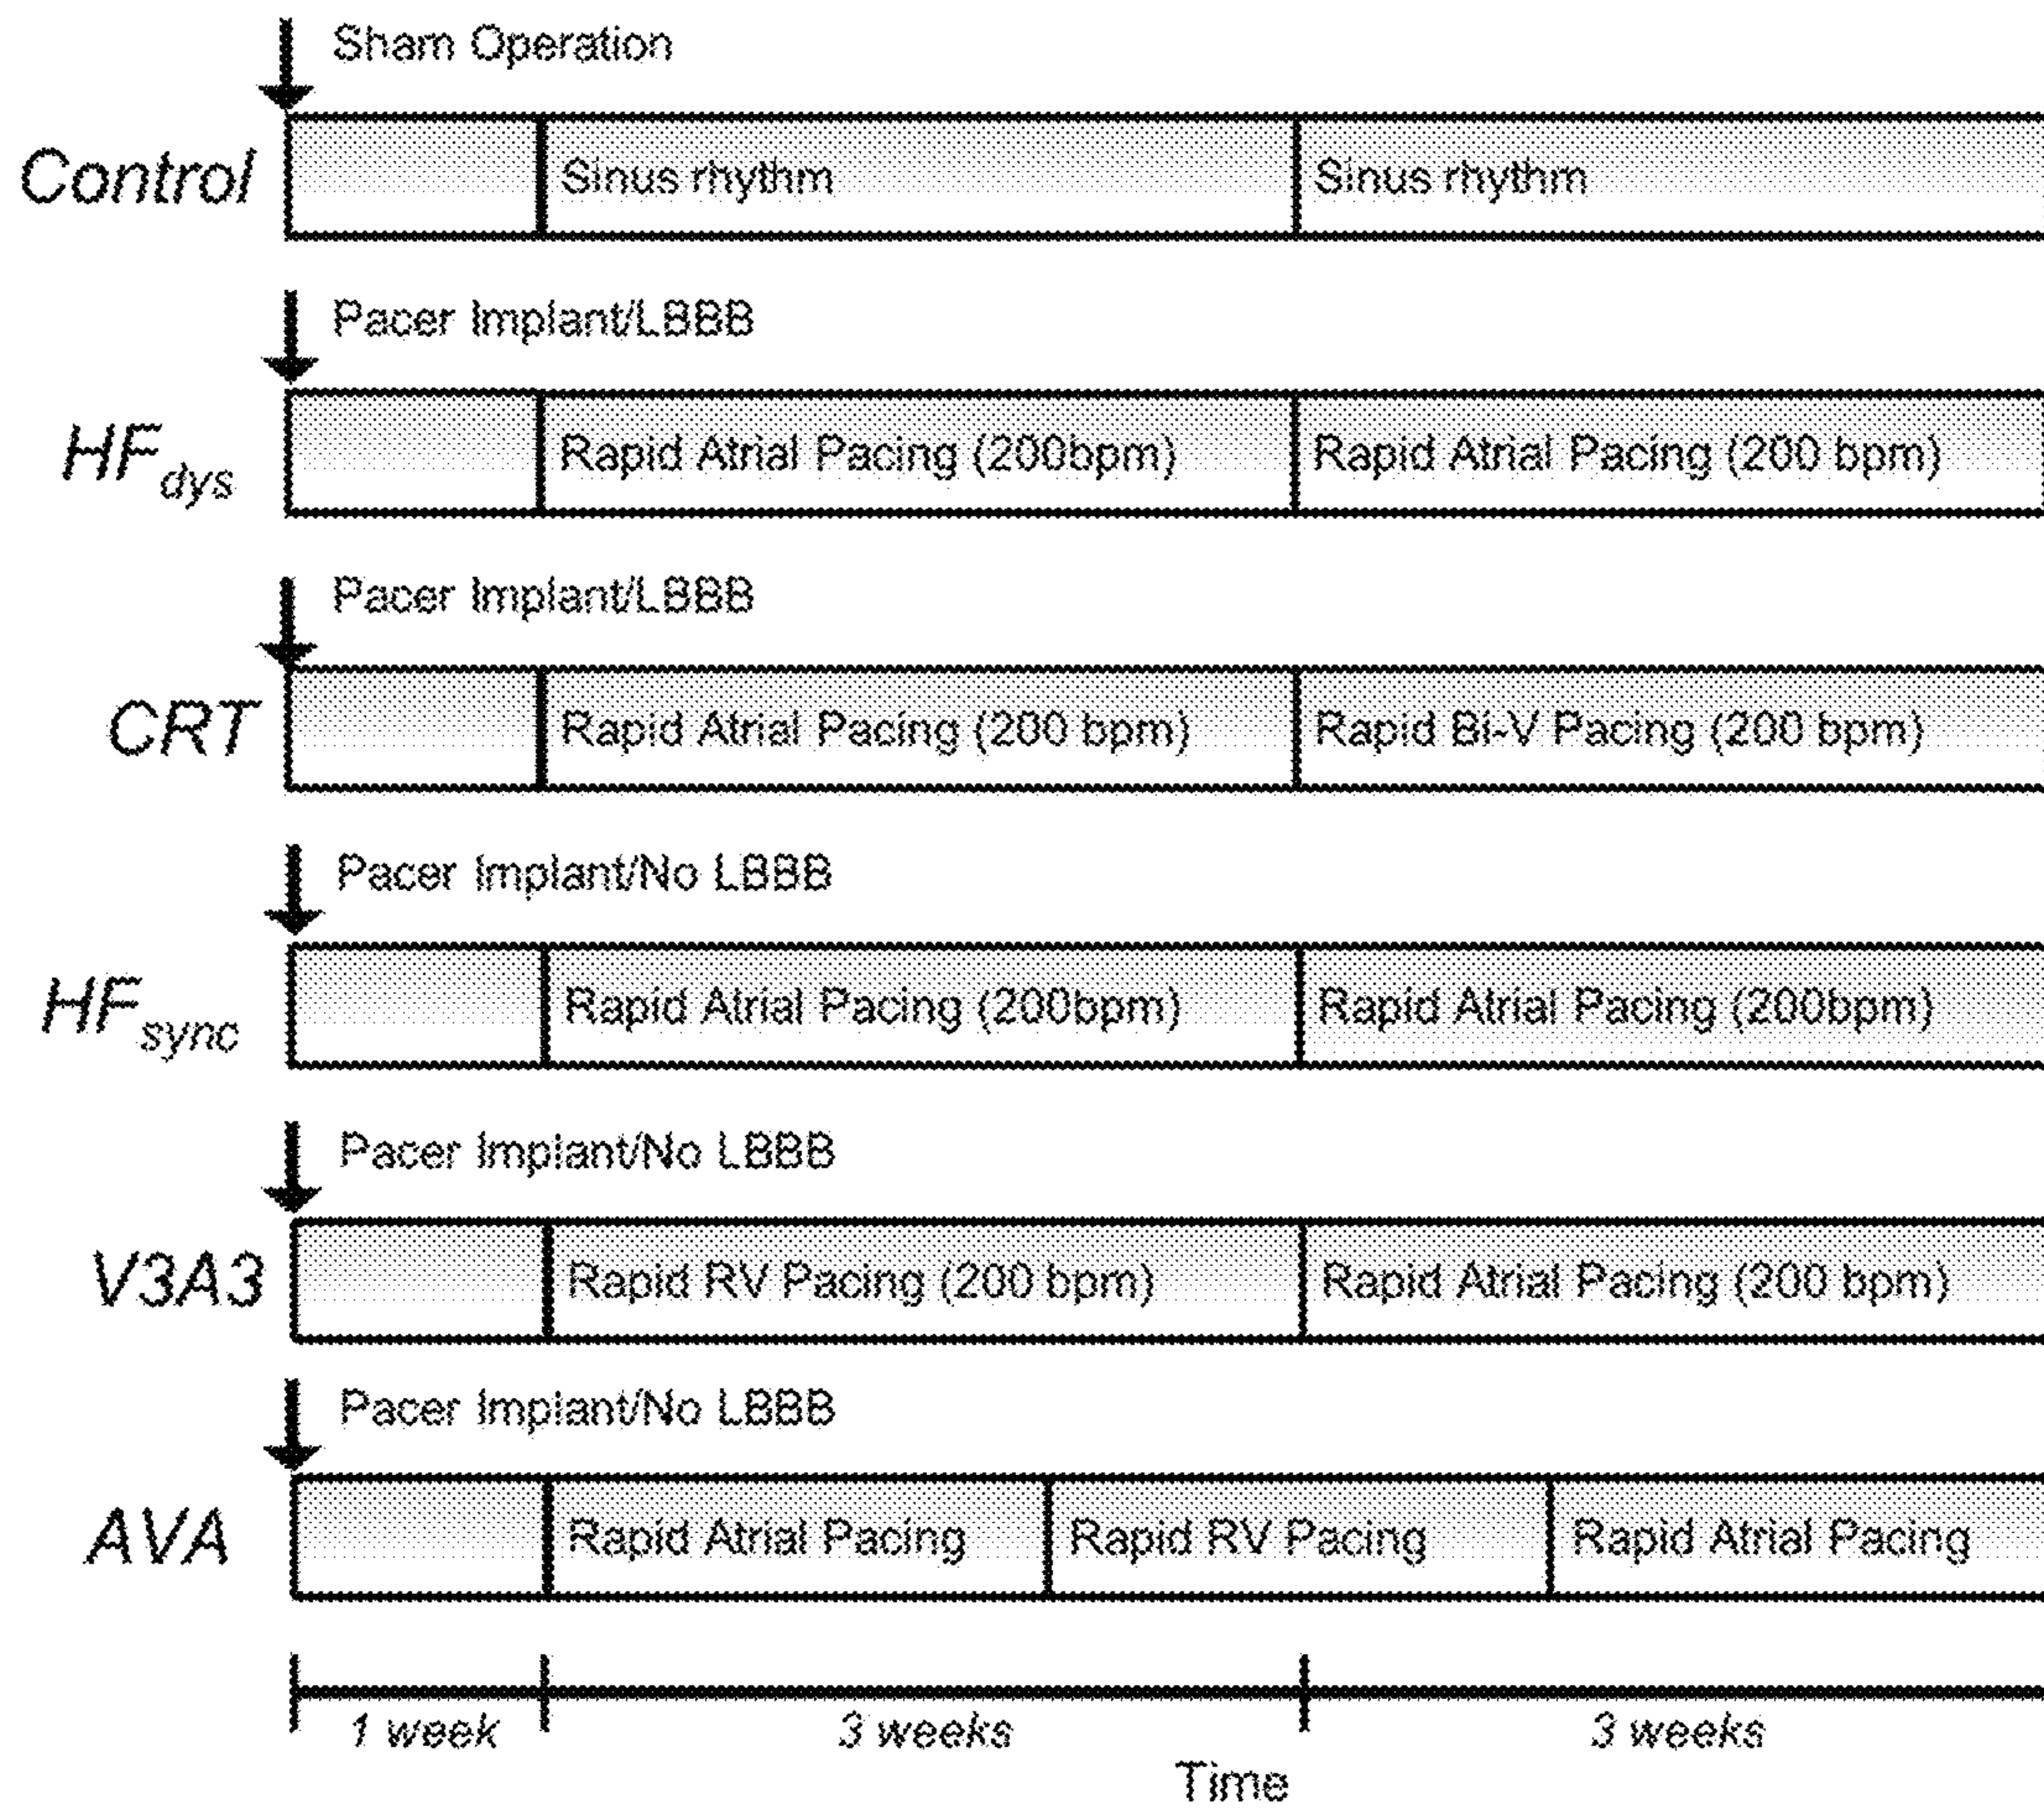 Sham Operation
Control
Sinus rhythm
Sinus rhythm
Pacer Implant/LBBB
HFdys
Rapid Atrial Pacing (200bpm)
Rapid Atrial Pacing (200 bpm)
Pacer Implant/LBBB
CRT
Rapid Atrial Pacing (200 bpm)
Rapid Bi-V Pacing (200 bpm)
Pacer Implant/No LBBB
HFsync
Rapid Atrial Pacing (200bpm)
Rapid Atrial Pacing (200bpm)
Pacer Implant/No LBBB
V3A3
Rapid RV Pacing (200 bpm)
Rapid Atrial Pacing (200 bpm)
Pacer Implant/No LBBB
AVA
Rapid Atrial Pacing
Rapid RV Pacing
Rapid Atrial Pacing
1 week
3 weeks
3 weeks
Time